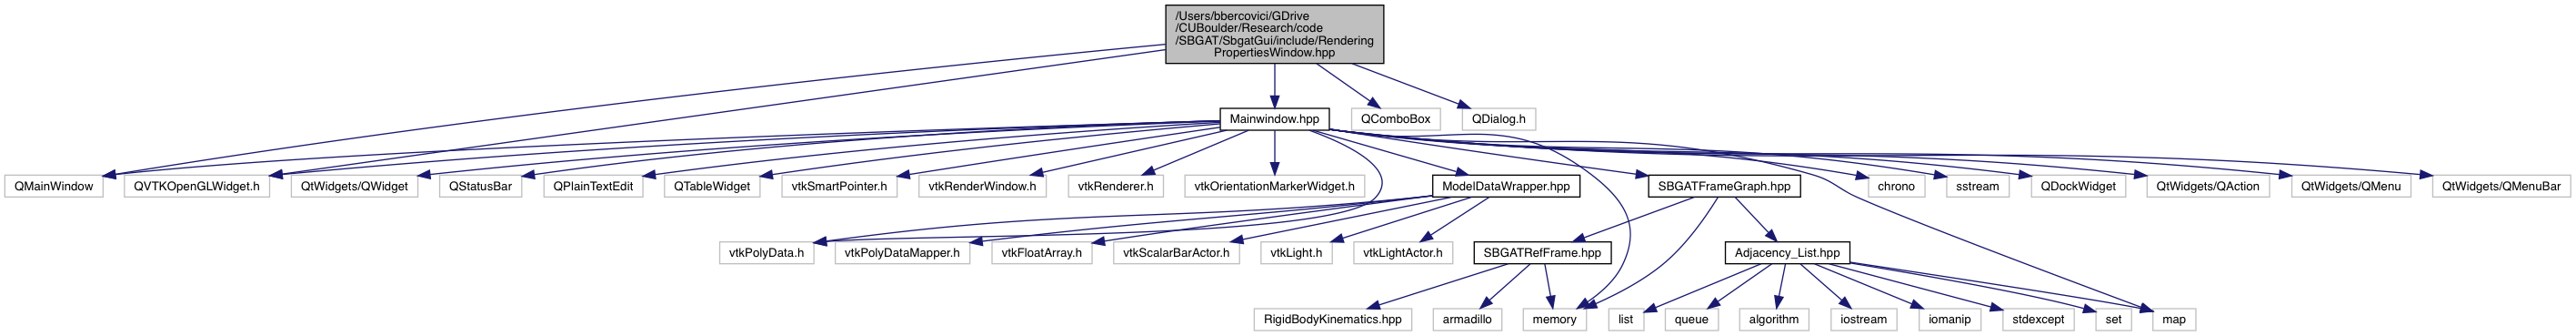 /Users/bbercovici/GDrive
/CUBoulder/Research/code
/SBGAT/SbgatGui/include/Rendering
PropertiesWindow.hpp
Mainwindow.hpp
QComboBox
QDialog.h
QMainWindow
QVTKOpenGLWidget.h
QtWidgets/QWidget
QStatusBar
QPlainTextEdit
QTableWidget
vtkSmartPointer.h
vtkRenderWindow.h
vtkRenderer.h
vtkOrientationMarkerWidget.h
ModelDataWrapper.hpp
SBGATFrameGraph.hpp
chrono
sstream
QDockWidget
QtWidgets/QAction
QtWidgets/QMenu
QtWidgets/QMenuBar
vtkPolyData.h
vtkPolyDataMapper.h
vtkFloatArray.h
vtkScalarBarActor.h
vtkLight.h
vtkLightActor.h
SBGATRefFrame.hpp
Adjacency_List.hpp
RigidBodyKinematics.hpp
armadillo
memory
list
queue
algorithm
iostream
iomanip
stdexcept
set
map